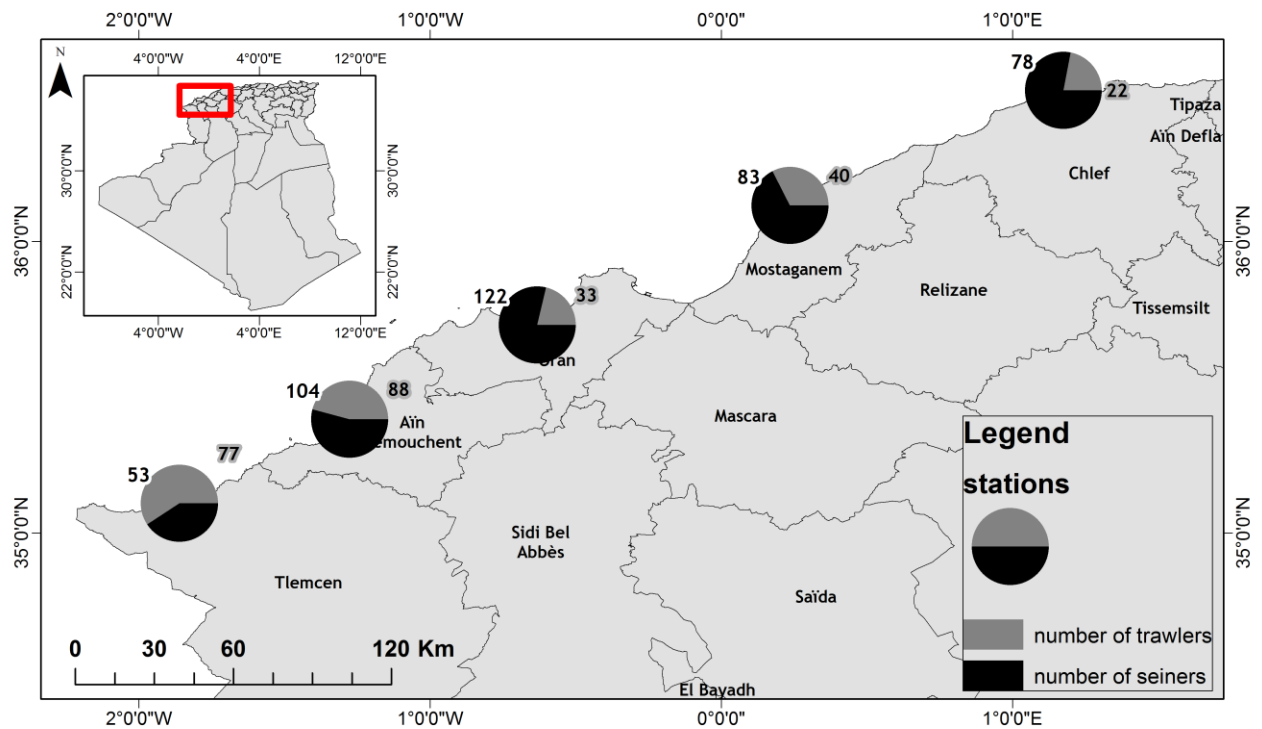 2°0'0"W 1°0'0"W 0°0'0" 1°0'0"E
N
4°0'0"W 4°0'0"E 12°0'0"E
30°0'0"N 30°0'0"N
22°0'0"N 22°0'0"N
4°0'0"W 4°0'0"E 12°0'0"E
36°0'0"N 36°0'0"N
35°0'0"N 35°0'0"N
78
22
Tipaza
Aïn Defla
Chlef
83 40
Mostaganem
Relizane
Tissemsilt
122 33
Oran
104 88
Aïn
emouchent
Mascara
53 77
Sidi Bel
Abbès
Tlemcen
Saïda
El Bayadh
Legend
stations
number of trawlers
number of seiners
0 30 60 120 Km
2°0'0"W 1°0'0"W 0°0'0" 1°0'0"E